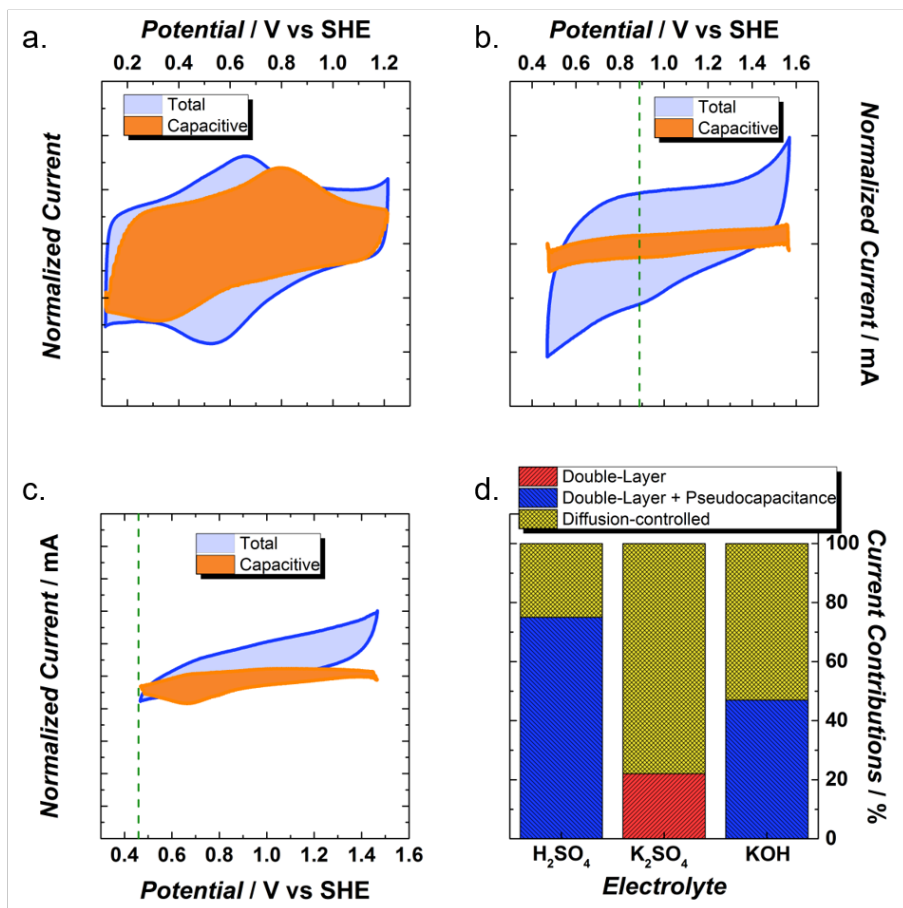 a.
Potential / V vs SHE
0.2 0.4 0.6 0.8 1.0 1.2
Total
Capacitive
Normalized Current
b.
Potential / V vs SHE
0.4 0.6 0.8 1.0 1.2 1.4 1.6
Total
Capacitive
Normalized Current / mA
c.
Total
Capacitive
Normalized Current / mA
0.4 0.6 0.8 1.0 1.2 1.4 1.6
Potential / V vs SHE
Double-Layer
Double-Layer + Pseudocapacitance
Diffusion-controlled
d.
100
80
60
40
20
0
Current Contributions / %
H₂SO₄ K₂SO₄ KOH
Electrolyte